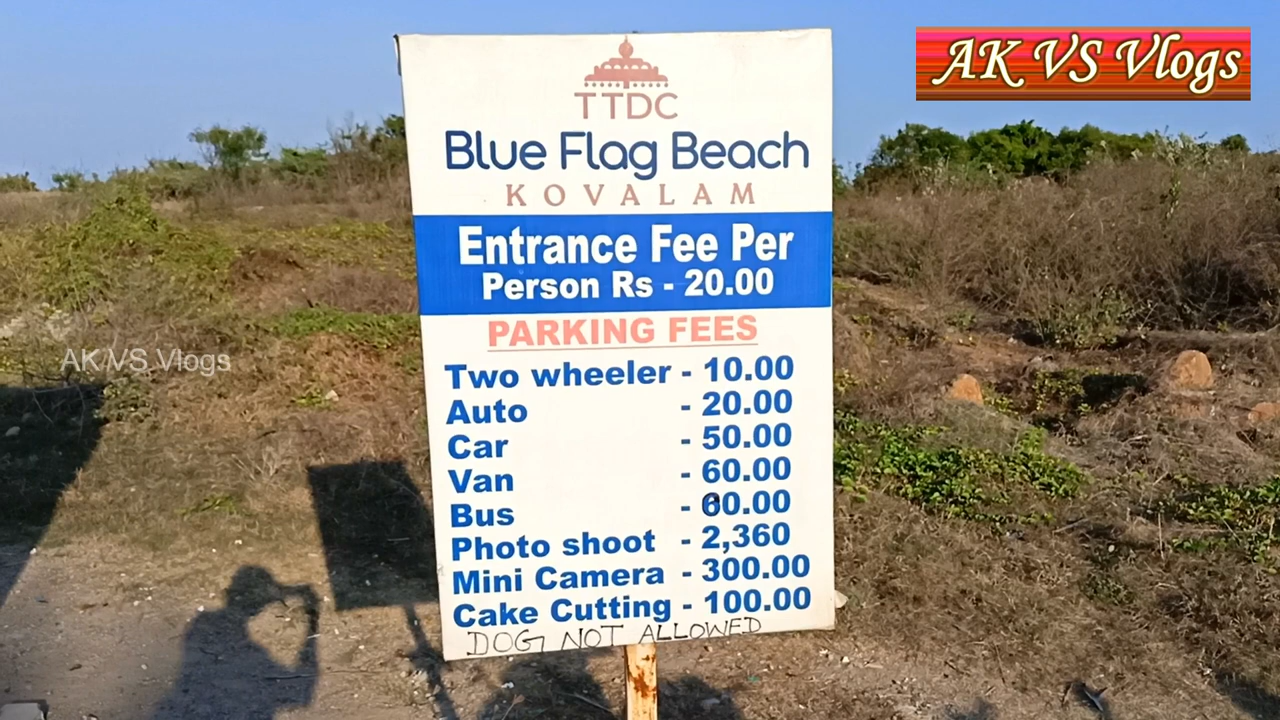 AK VS Vlogs
TTDC
Blue Flag Beach
KOVALAM
Entrance Fee Per
Person Rs - 20.00
PARKING FEES
Two wheeler - 10.00
Auto - 20.00
Car - 50.00
Van - 60.00
Bus - 60.00
Photo shoot - 2,360
Mini Camera - 300.00
Cake Cutting - 100.00
DOG NOT ALLOWED
AK VS Vlogs